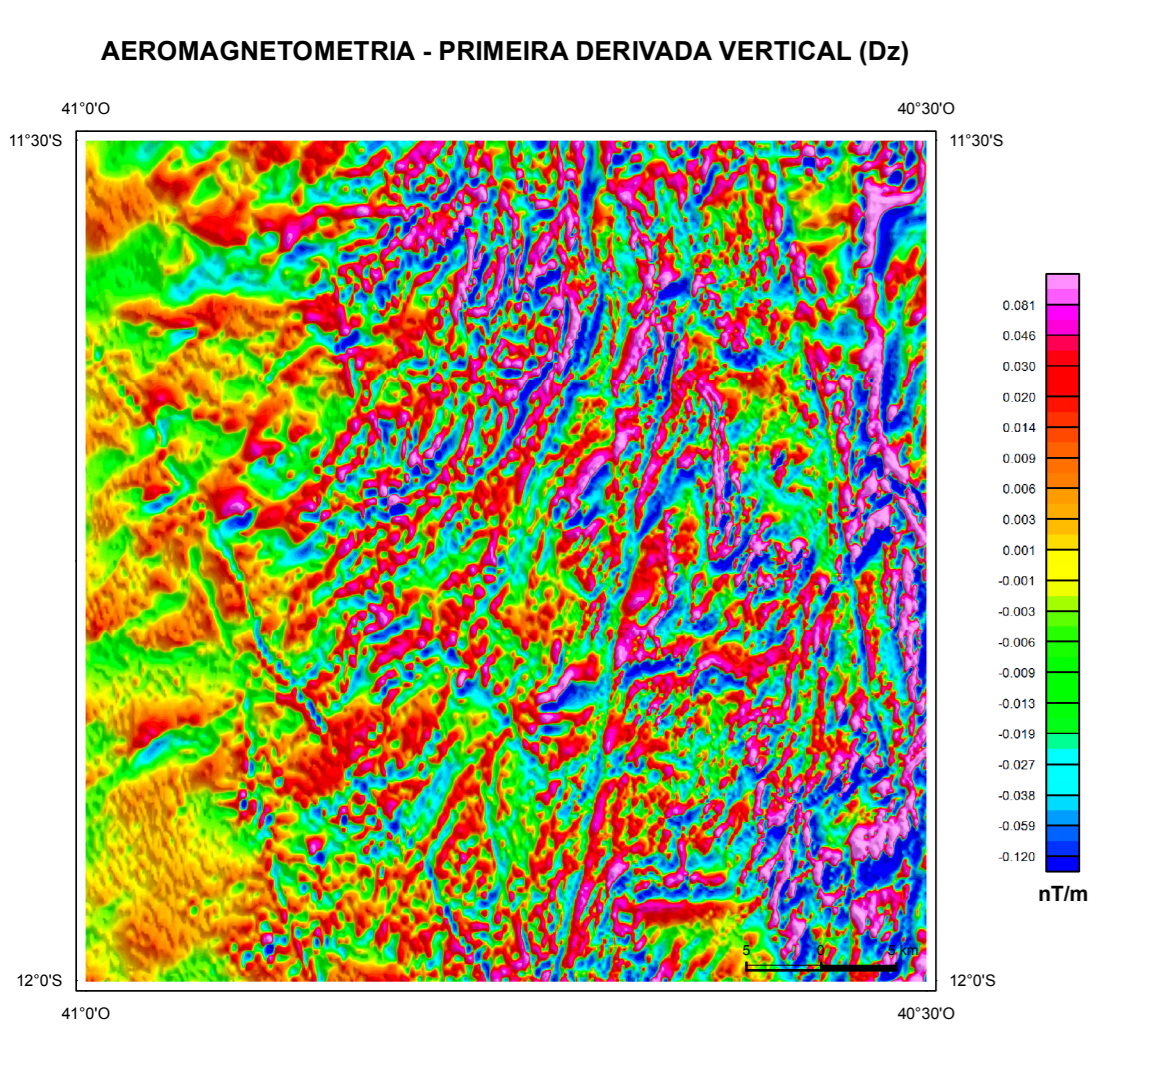 AEROMAGNETOMETRIA - PRIMEIRA DERIVADA VERTICAL (Dz)
41°0'O 40°30'O
11°30'S 11°30'S
0.081
0.046
0.030
0.020
0.014
0.009
0.006
0.003
0.001
-0.001
-0.003
-0.006
-0.009
-0.013
-0.019
-0.027
-0.038
-0.059
-0.120
nT/m
5 0 5 km
12°0'S 12°0'S
41°0'O 40°30'O